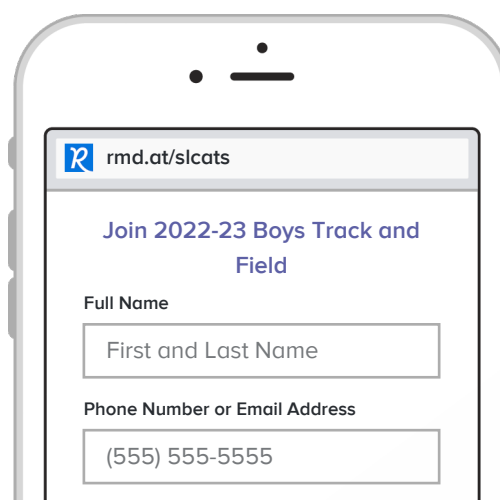 rmd.at/slcats
Join 2022-23 Boys Track and
Field
Full Name
First and Last Name
Phone Number or Email Address
(555) 555-5555